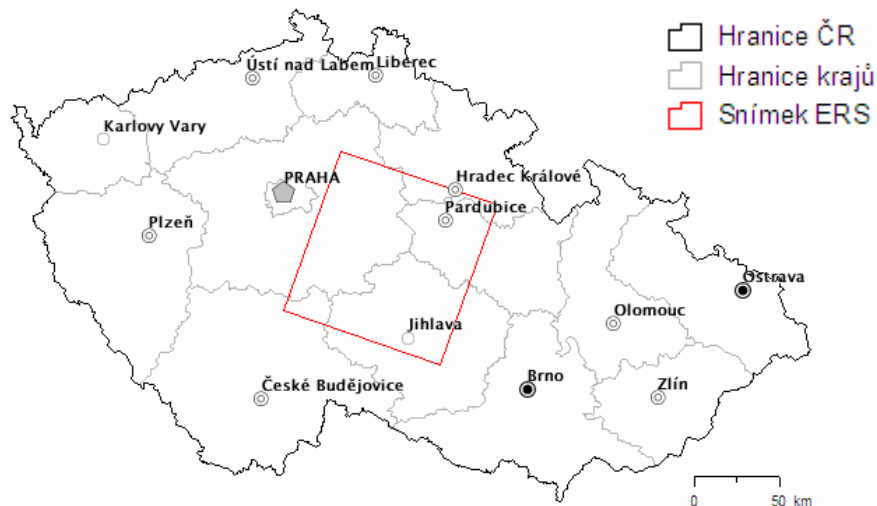 Hranice ČR
Hranice krajů
Snímek ERS
Ústí nad Labem
Liberec
Karlovy Vary
PRAHA
Hradec Králové
Pardubice
Plzeň
Ostrava
Jihlava
Olomouc
České Budějovice
Brno
Zlín
0 50 km